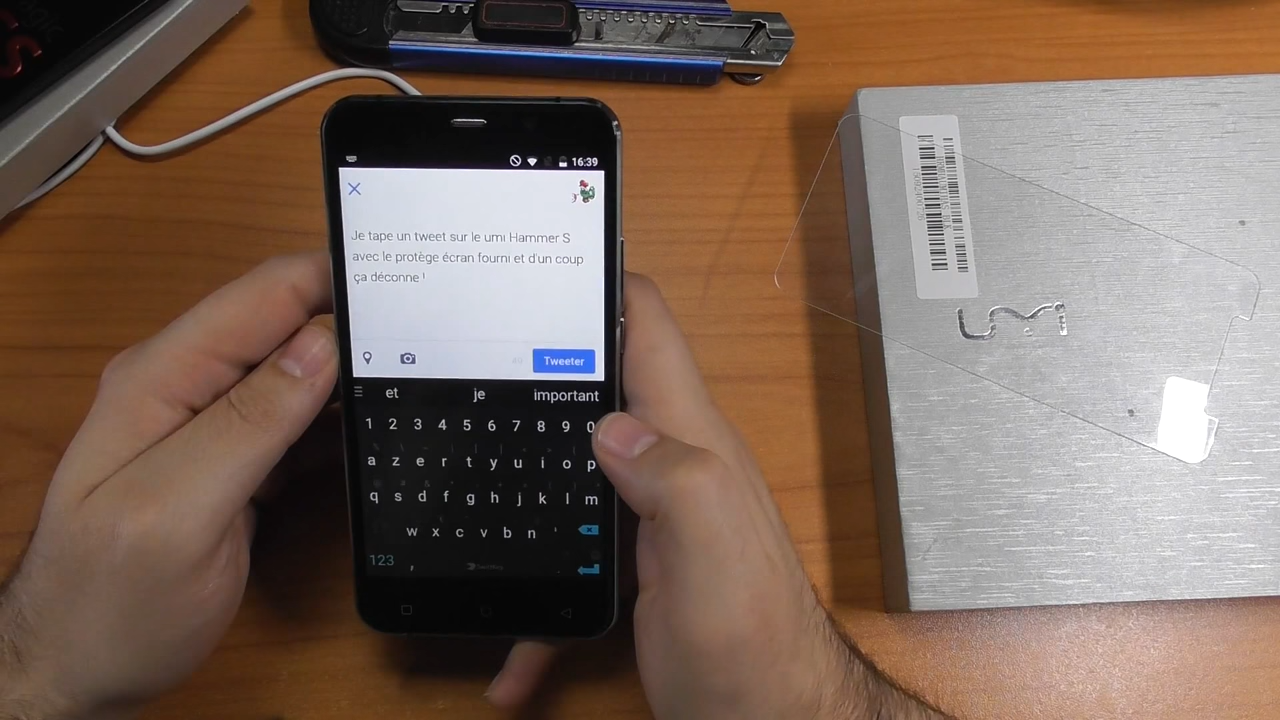 16:39
Je tape un tweet sur le umi Hammer S
avec le protège écran fourni et d'un coup
ça déconne !
Tweeter
et je important
1 2 3 4 5 6 7 8 9 0
a z e r t y u i o p
q s d f g h j k l m
w x c v b n '
123 ,
umi